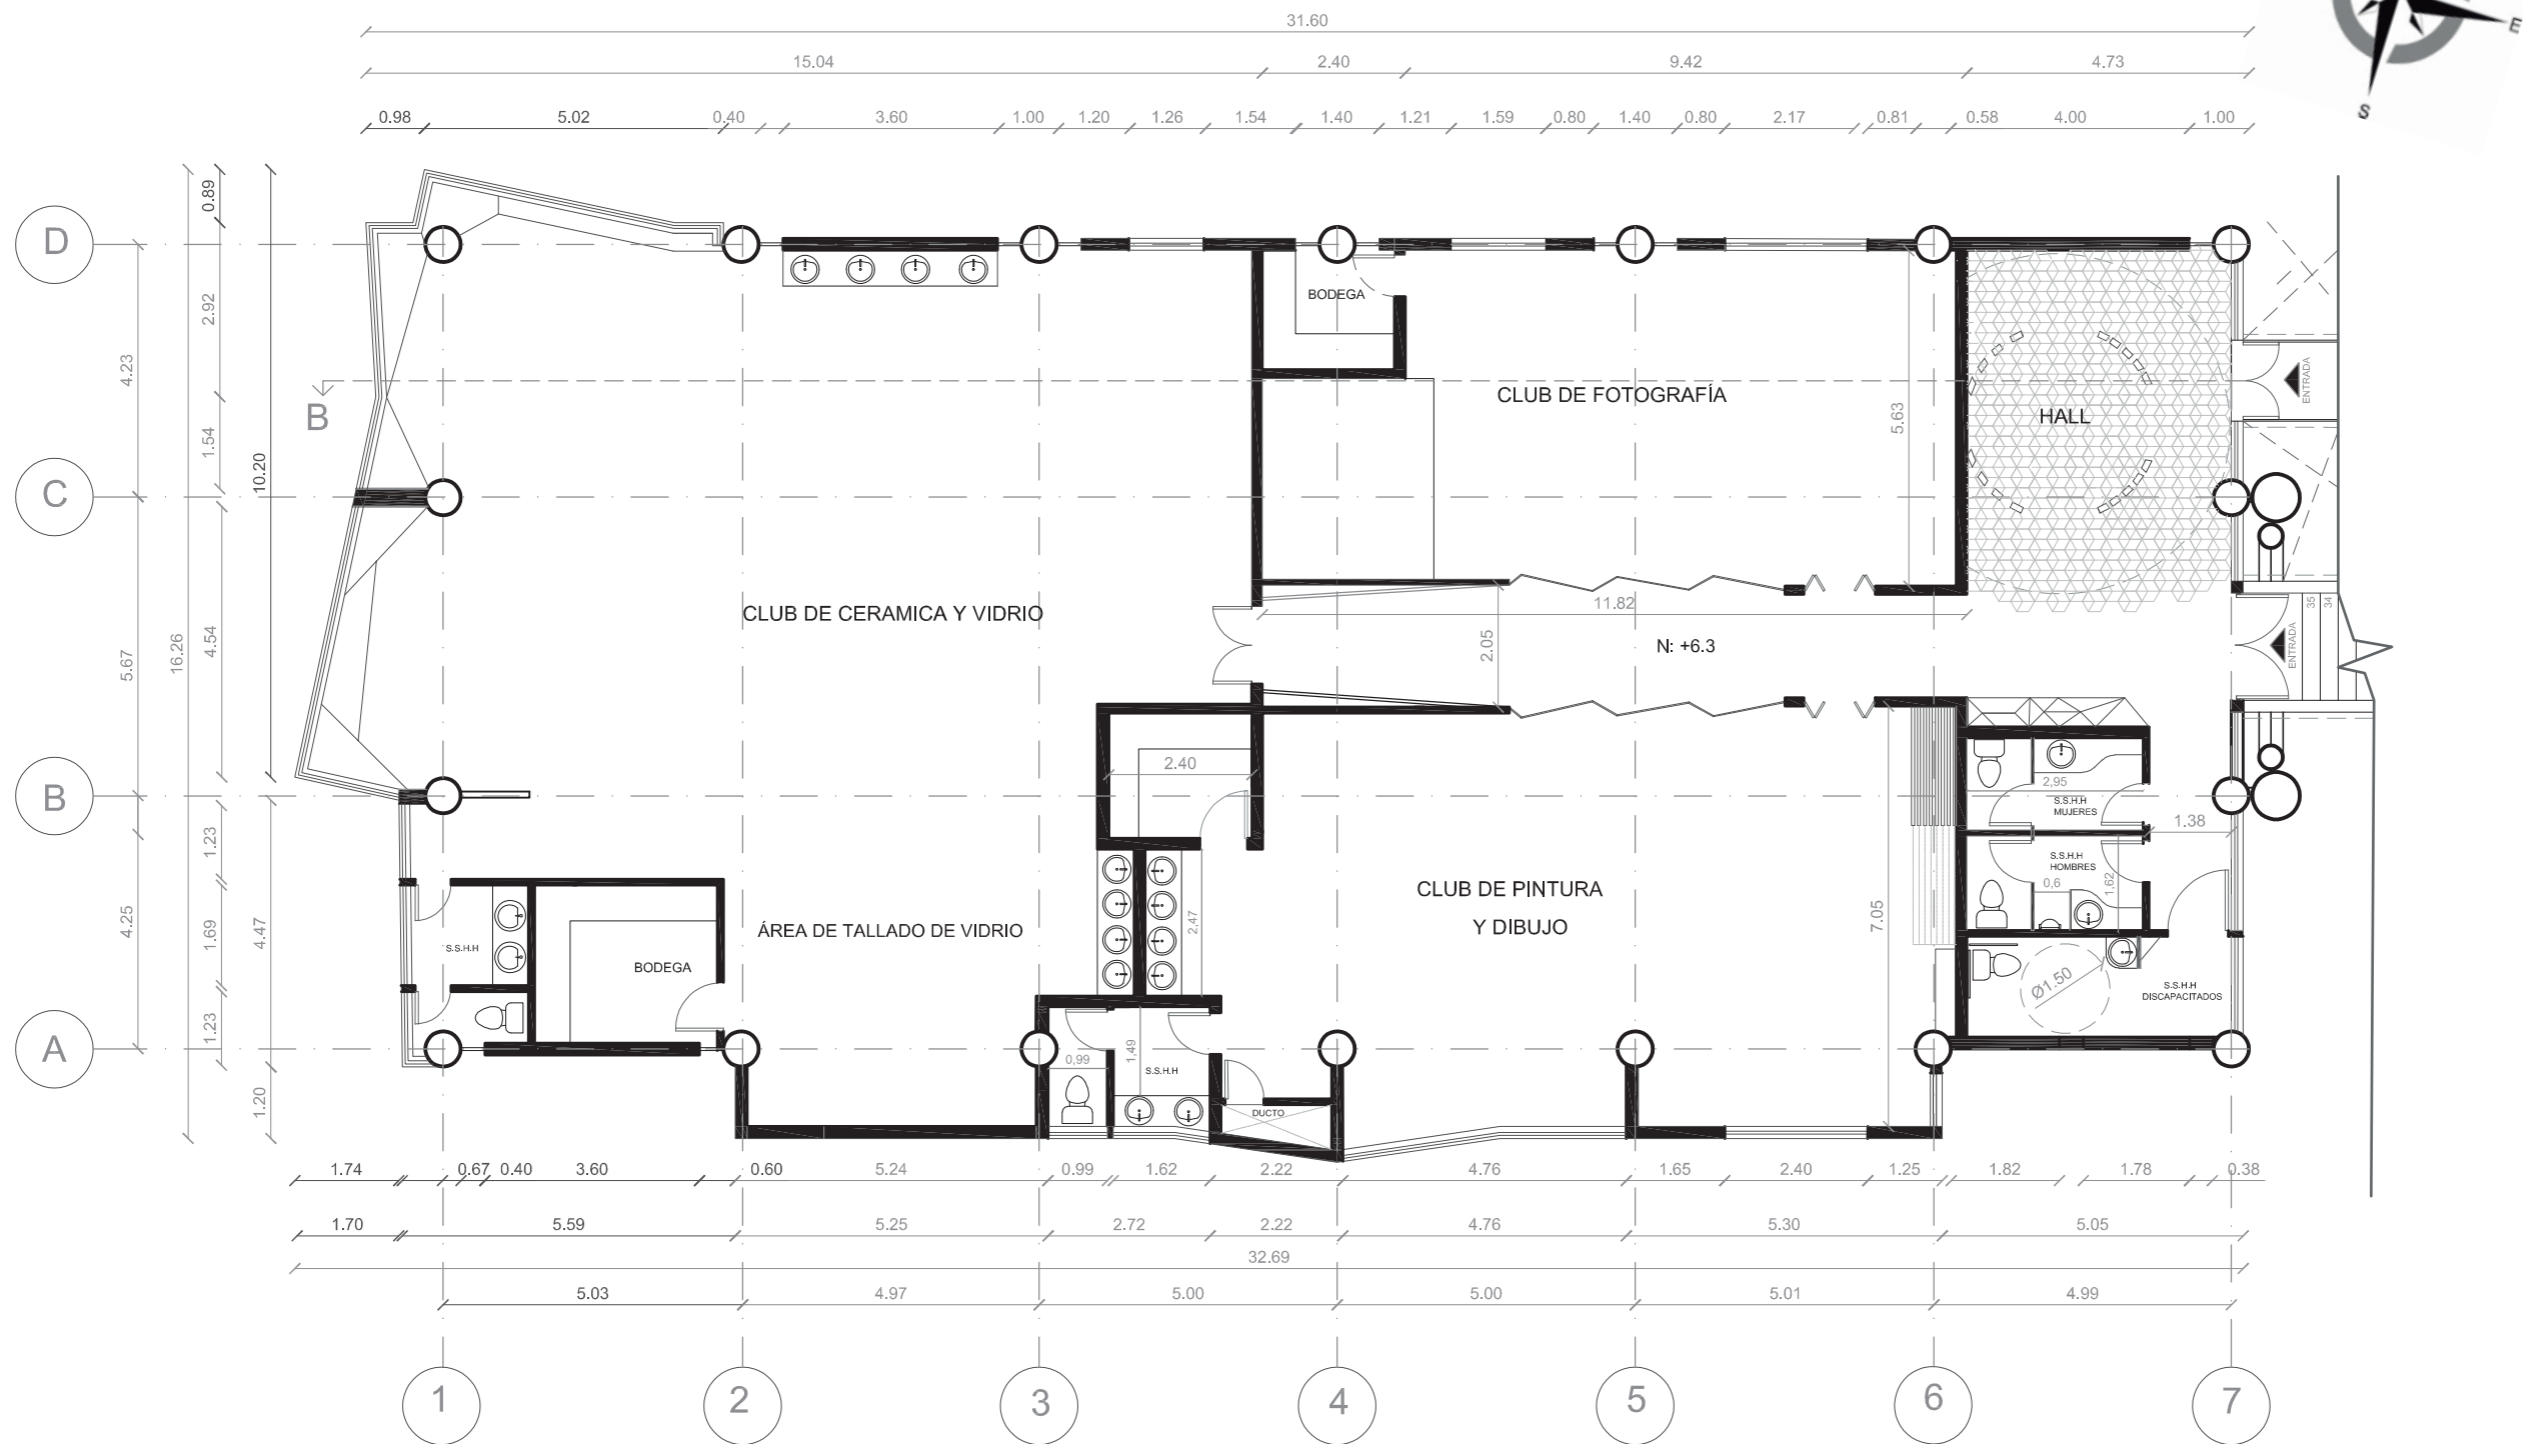 31.60
15.04 2.40 9.42 4.73
0.98 5.02 0.40 3.60 1.00 1.20 1.26 1.54 1.40 1.21 1.59 0.80 1.40 0.80 2.17 0.81 0.58 4.00 1.00
E
S
D
C
B
A
4.23
5.67
4.25
16.26
0.89
2.92
1.54
4.54
1.23
1.69
1.23
10.20
4.47
1.20
B
BODEGA
CLUB DE FOTOGRAFÍA
5.63
HALL
ENTRADA
CLUB DE CERAMICA Y VIDRIO
11.82
2.05
N: +6.3
35
34
ENTRADA
2.40
2,95
S.S.H.H
MUJERES
1.38
S.S.H.H
HOMBRES
0,6
1,62
CLUB DE PINTURA
Y DIBUJO
2,47
7.05
ÁREA DE TALLADO DE VIDRIO
S.S.H.H
BODEGA
Ø1.50
S.S.H.H
DISCAPACITADOS
0,99
1,49
S.S.H.H
DUCTO
1.74 0.67 0.40 3.60 0.60 5.24 0.99 1.62 2.22 4.76 1.65 2.40 1.25 1.82 1.78 0.38
1.70 5.59 5.25 2.72 2.22 4.76 5.30 5.05
32.69
5.03 4.97 5.00 5.00 5.01 4.99
1 2 3 4 5 6 7